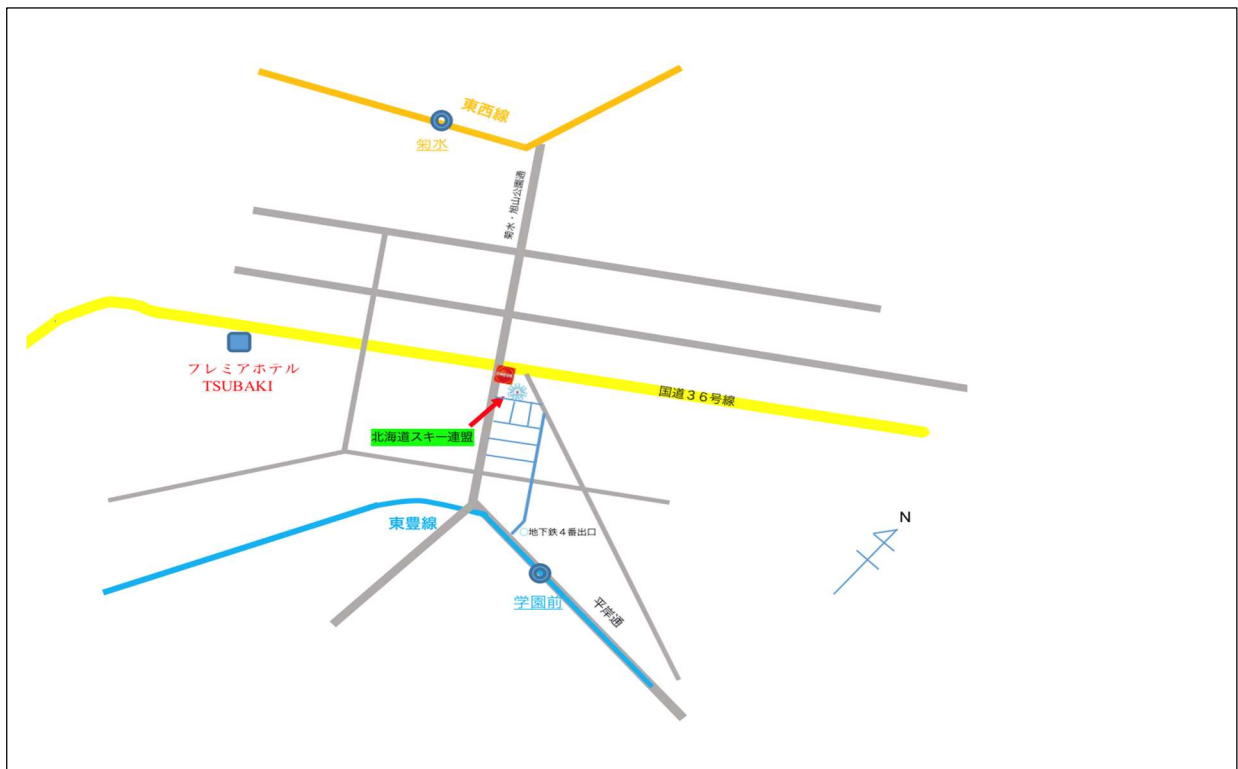 東西線
菊水
菊水・旭山公園通
プレミアホテル
TSUBAKI
国道36号線
北海道スキー連盟
東豊線
地下鉄4番出口
N
学園前
平岸通